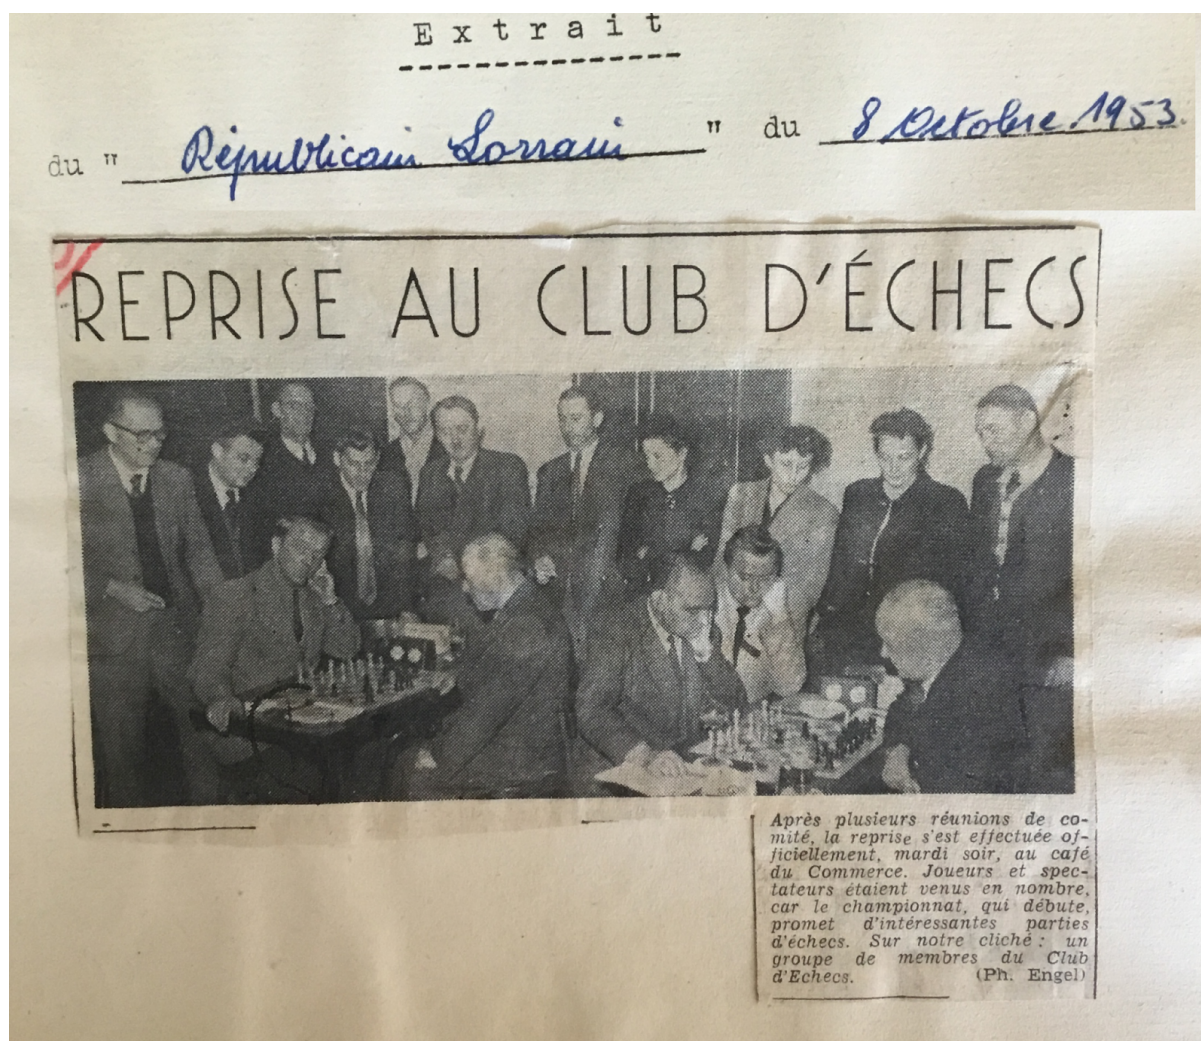 Extrait
du " Républicain Lorrain " du 8 Octobre 1953.
REPRISE AU CLUB D'ÉCHECS
Après plusieurs réunions de co-
mité, la reprise s'est effectuée of-
ficiellement, mardi soir, au café
du Commerce. Joueurs et spec-
tateurs étaient venus en nombre,
car le championnat, qui débute,
promet d'intéressantes parties
d'échecs. Sur notre cliché : un
groupe de membres du Club
d'Echecs. (Ph. Engel)